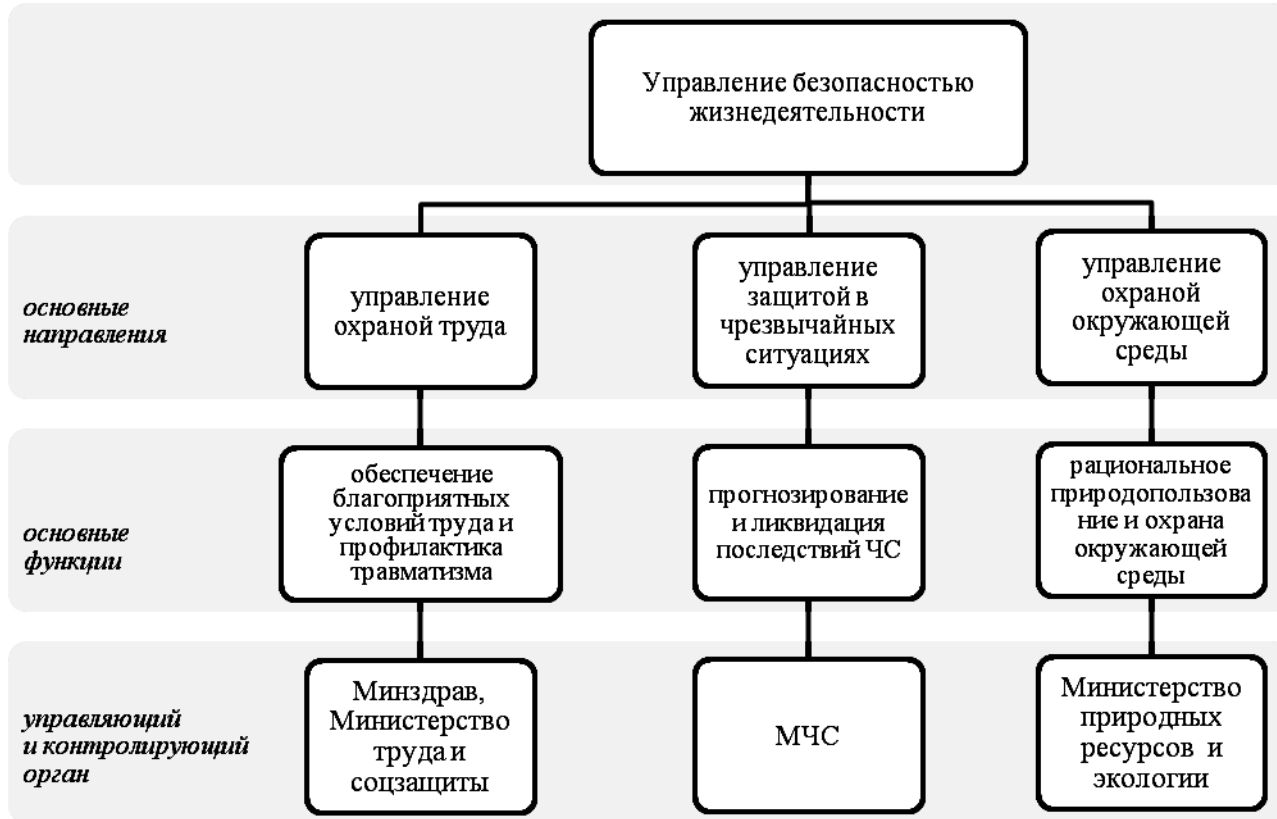 Управление безопасностью
жизнедеятельности
основные
направления
управление
охраной труда
управление
защитой в
чрезвычайных
ситуациях
управление
охраной
окружающей
среды
основные
функции
обеспечение
благоприятных
условий труда и
профилактика
травматизма
прогнозирование
и ликвидация
последствий ЧС
рациональное
природопользова
ние и охрана
окружающей
среды
управляющий
и контролирующий
орган
Минздрав,
Министерство
труда и
соцзащиты
МЧС
Министерство
природных
ресурсов и
экологии